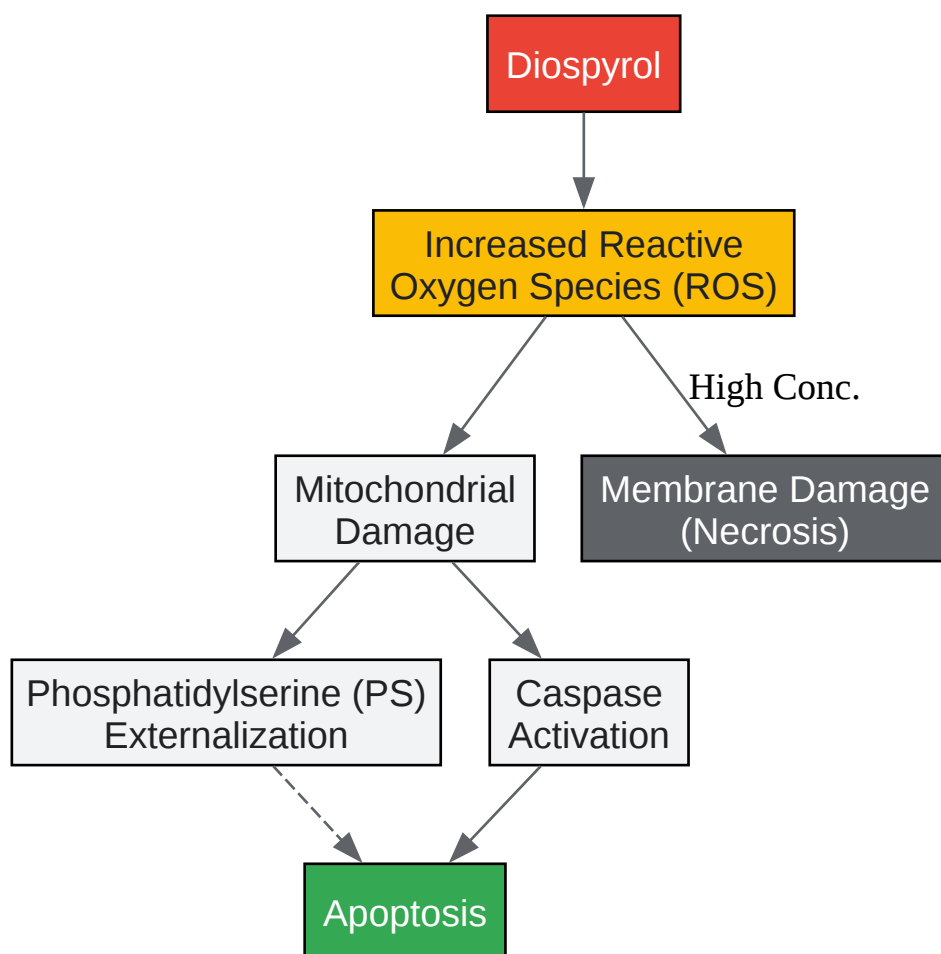 Diospyrol
Increased Reactive
Oxygen Species (ROS)
High Conc.
Mitochondrial
Damage
Membrane Damage
(Necrosis)
Phosphatidylserine (PS)
Externalization
Caspase
Activation
Apoptosis